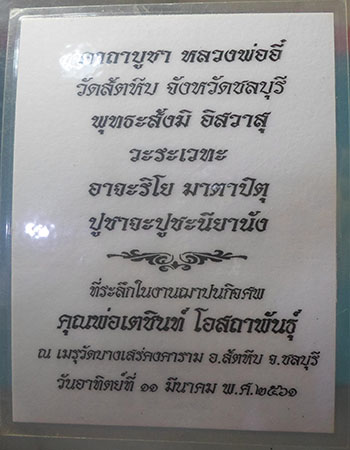 คาถาบูชา หลวงพ่ออี๋
วัดสัตหีบ จังหวัดชลบุรี
พุทธะสังมิ อิสวาสุ
วะระเวทะ
อาจะริโย มาตาปิตุ
ปูชาจะปูชะนียานัง
ที่ระลึกในงานฌาปนกิจศพ
คุณพ่อเตชินท์ โอสถาพันธุ์
ณ เมรุวัดบางเสร่คงคาราม อ.สัตหีบ จ.ชลบุรี
วันอาทิตย์ที่ ๑๑ มีนาคม พ.ศ.๒๕๖๑